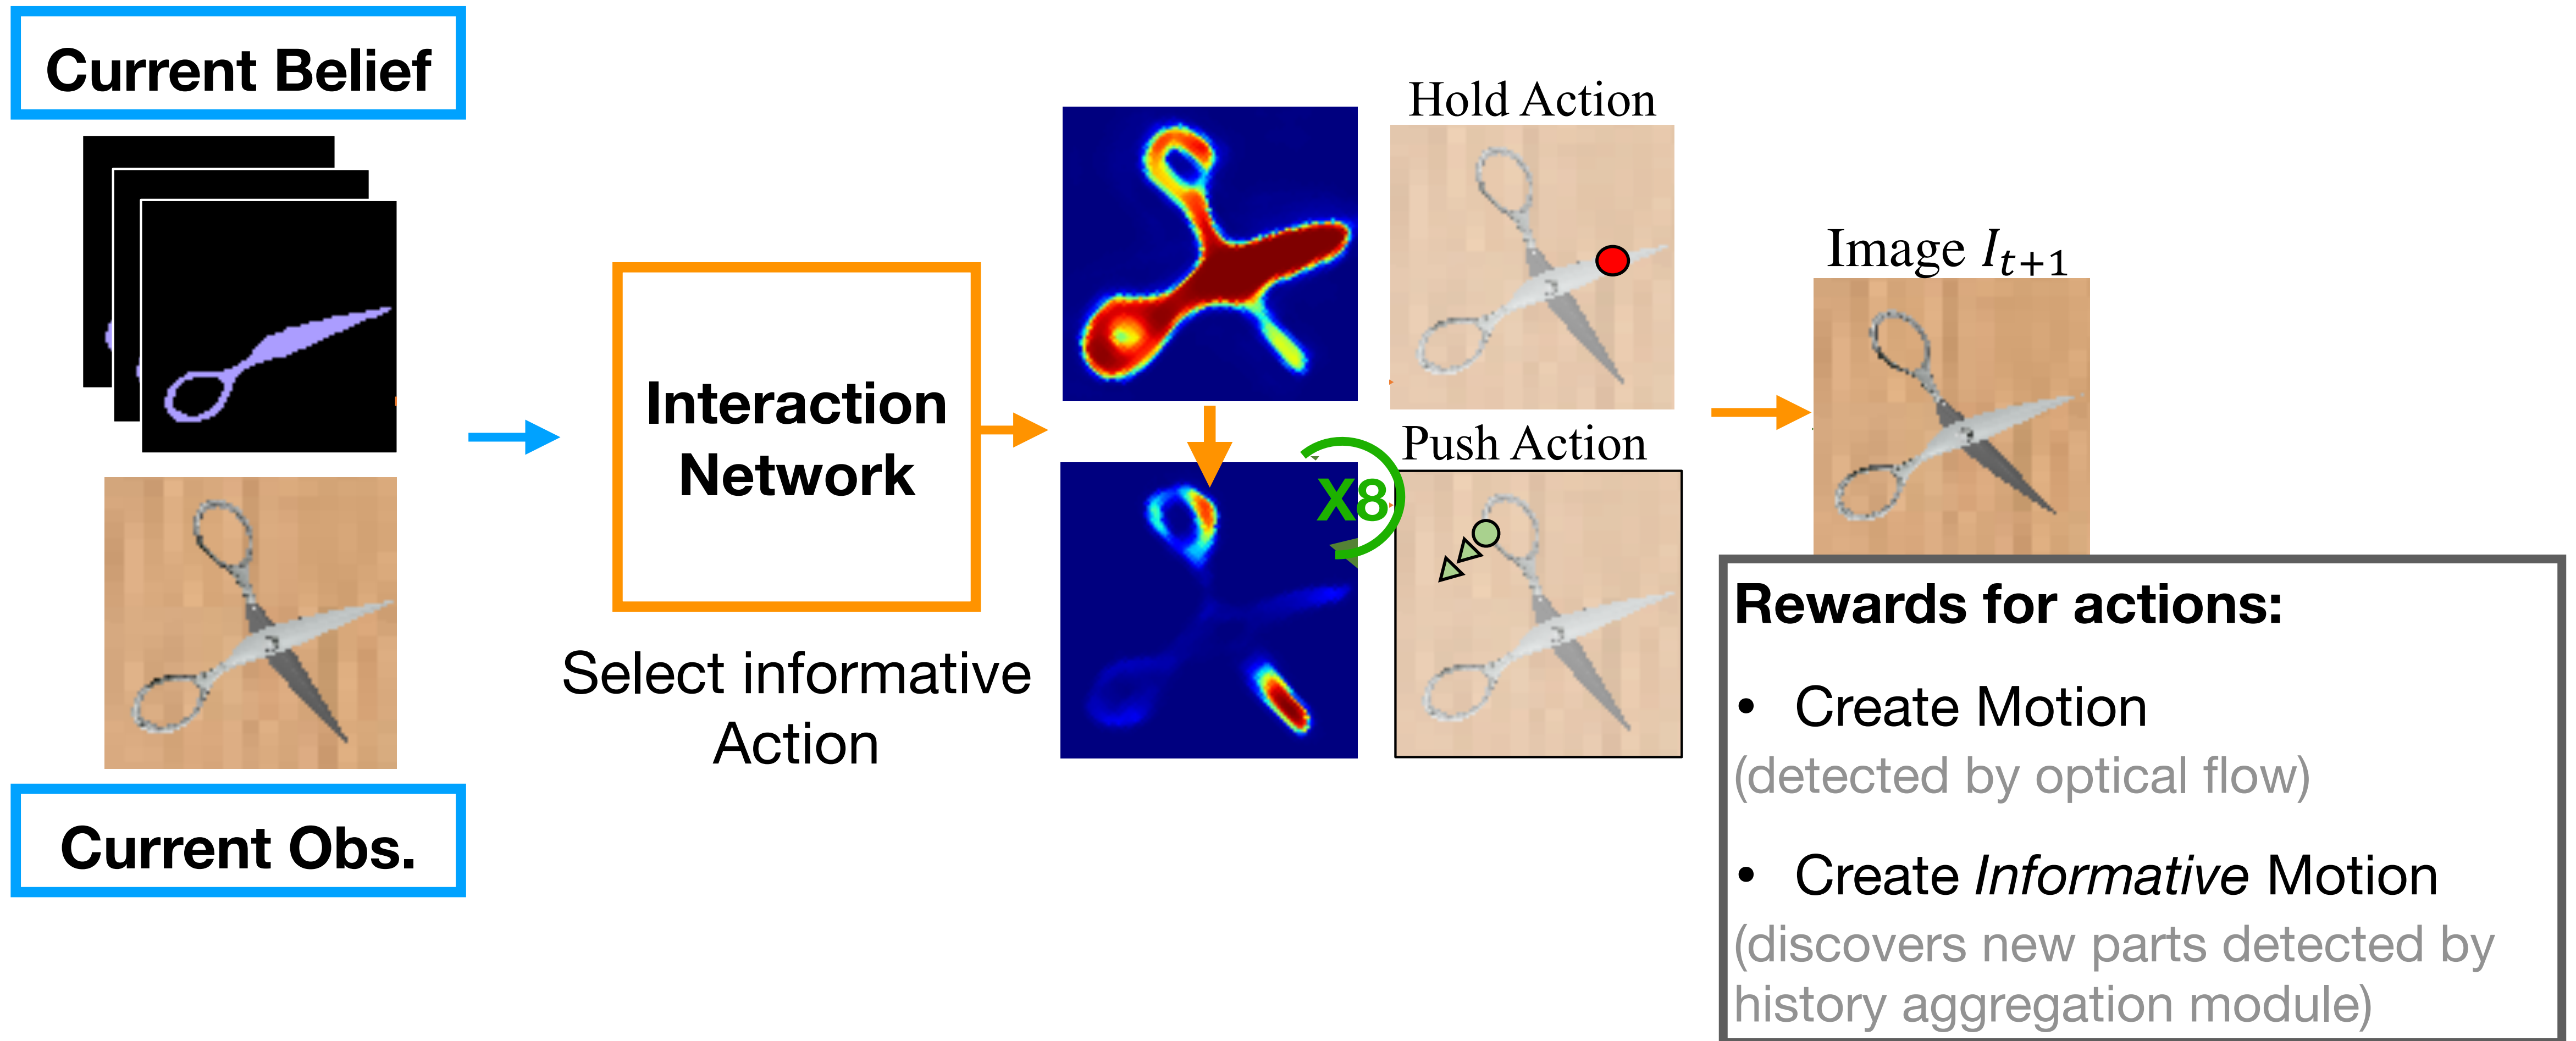 Current Belief
Current Obs.
Interaction
Network
Select informative
Action
Hold Action
X8
Push Action
Image I_{t+1}
Rewards for actions:
• Create Motion
(detected by optical flow)
• Create Informative Motion
(discovers new parts detected by
history aggregation module)